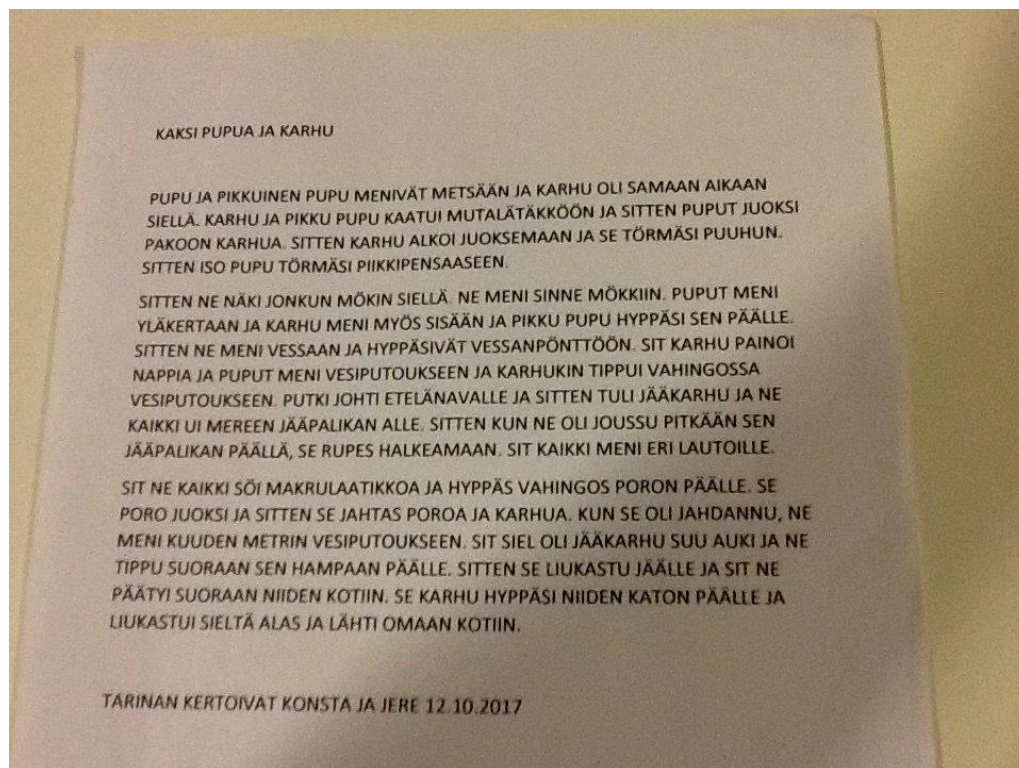 KAKSI PUPUA JA KARHU
PUPU JA PIKKUINEN PUPU MENIVÄT METSÄÄN JA KARHU OLI SAMAAN AIKAAN
SIELLÄ. KARHU JA PIKKU PUPU KAATUI MUTALÄTÄKKÖÖN JA SITTEN PUPUT JUOKSI
PAKOON KARHUA. SITTEN KARHU ALKOI JUOKSEMAAN JA SE TÖRMÄSI PUUHUN.
SITTEN ISO PUPU TÖRMÄSI PIIKKIPENSAASEEN.
SITTEN NE NÄKI JONKUN MÖKIN SIELLÄ. NE MENI SINNE MÖKKIIN. PUPUT MENI
YLÄKERTAAN JA KARHU MENI MYÖS SISÄÄN JA PIKKU PUPU HYPPÄSI SEN PÄÄLLE.
SITTEN NE MENI VESSAAN JA HYPPÄSIVÄT VESSANPÖNTTÖÖN. SIT KARHU PAINOI
NAPPIA JA PUPUT MENI VESIPUTOUKSEEN JA KARHUKIN TIPPUI VAHINGOSSA
VESIPUTOUKSEEN. PUTKI JOHTI ETELÄNAVALLE JA SITTEN TULI JÄÄKARHU JA NE
KAIKKI UI MEREEN JÄÄPALIKAN ALLE. SITTEN KUN NE OLI JOUSSU PITKÄÄN SEN
JÄÄPALIKAN PÄÄLLÄ, SE RUPES HALKEAMAAN. SIT KAIKKI MENI ERI LAUTOILLE.
SIT NE KAIKKI SÖI MAKRULAATIKKOA JA HYPPÄS VAHINGOS PORON PÄÄLLE. SE
PORO JUOKSI JA SITTEN SE JAHTAS POROA JA KARHUA. KUN SE OLI JAHDANNU, NE
MENI KUUDEN METRIN VESIPUTOUKSEEN. SIT SIEL OLI JÄÄKARHU SUU AUKI JA NE
TIPPU SUORAAN SEN HAMPAAN PÄÄLLE. SITTEN SE LIUKASTU JÄÄLLE JA SIT NE
PÄÄTYI SUORAAN NIIDEN KOTIIN. SE KARHU HYPPÄSI NIIDEN KATON PÄÄLLE JA
LIUKASTUI SIELTÄ ALAS JA LÄHTI OMAAN KOTIIN.
TARINAN KERTOIVAT KONSTA JA JERE 12.10.2017